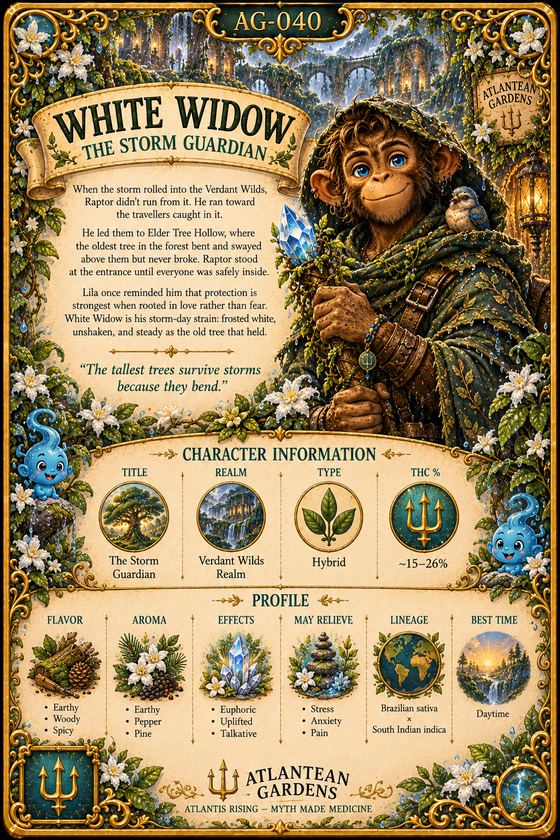 AG-040
ATLANTEAN
GARDENS
WHITE WIDOW
THE STORM GUARDIAN
When the storm rolled into the Verdant Wilds,
Raptor didn't run from it. He ran toward
the travellers caught in it.
He led them to Elder Tree Hollow, where
the oldest tree in the forest bent and swayed
above them but never broke. Raptor stood
at the entrance until everyone was safely inside.
Lila once reminded him that protection is
strongest when rooted in love rather than fear.
White Widow is his storm-day strain: frosted white,
unshaken, and steady as the old tree that held.
"The tallest trees survive storms
because they bend."
CHARACTER INFORMATION
TITLE
The Storm
Guardian
REALM
Verdant Wilds
Realm
TYPE
Hybrid
THC %
~15–26%
PROFILE
FLAVOR
• Earthy
• Woody
• Spicy
AROMA
• Earthy
• Pepper
• Pine
EFFECTS
• Euphoric
• Uplifted
• Talkative
MAY RELIEVE
• Stress
• Anxiety
• Pain
LINEAGE
Brazilian sativa
×
South Indian indica
BEST TIME
Daytime
ATLANTEAN
GARDENS
ATLANTIS RISING – MYTH MADE MEDICINE